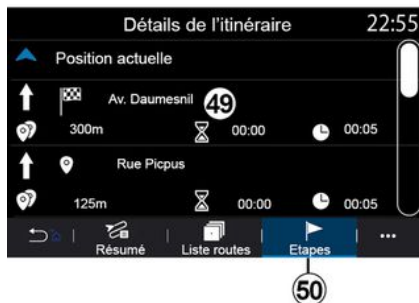 Détails de l'itinéraire 22:55
Position actuelle
Av. Daumesnil 49
300m 00:00 00:05
Rue Picpus
125m 00:00 00:05
Résumé Liste routes Etapes ...
50